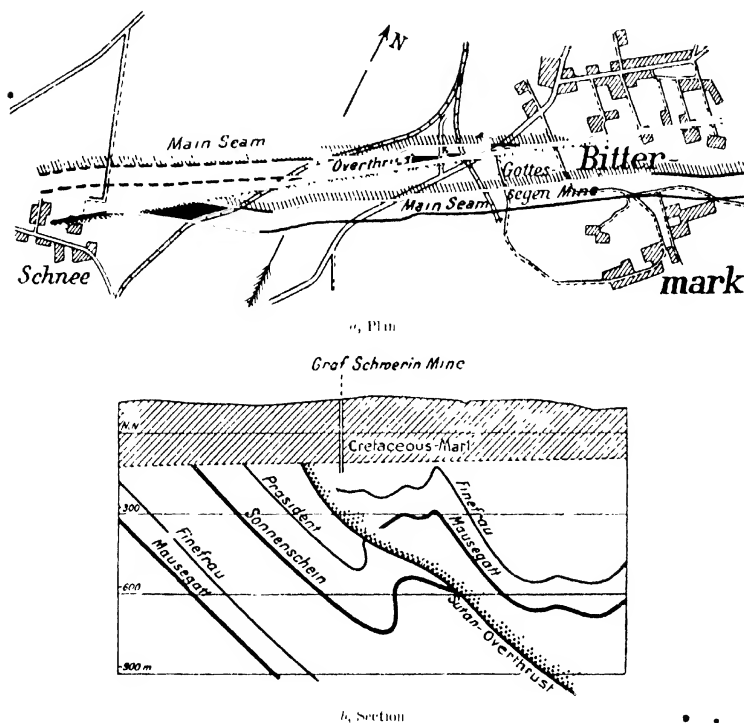 N
Main Seam
Overthrust
Gottes
segen Mine
Bitter-
Main Seam
Schnee
mark
a, Plan
Graf Schwerin Mine
N.N.
Cretaceous-Marl
Präsident
Sonnenschein
Finefrau
Mausegatt
Finefrau
Mausegatt
-300
-600
Sutan-Overthrust
-900 m
b, Section